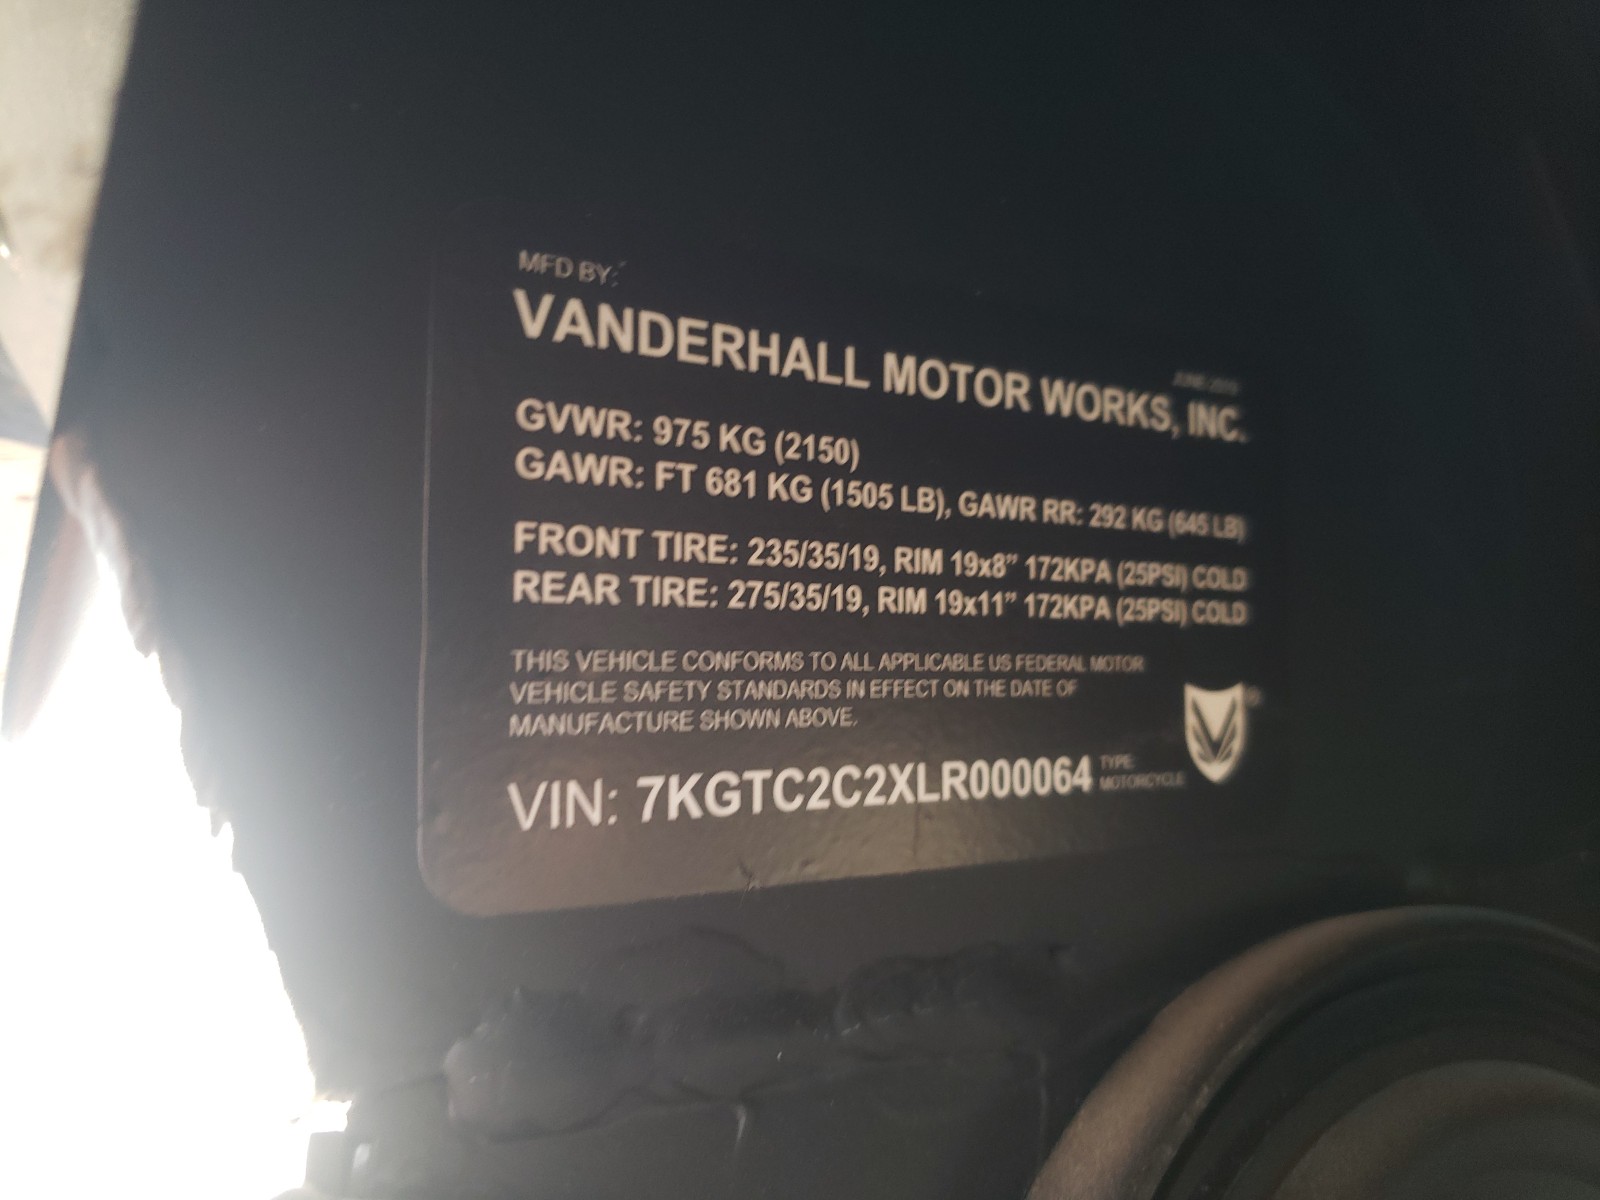 MFD BY:
VANDERHALL MOTOR WORKS, INC.
GVWR: 975 KG (2150)
GAWR: FT 681 KG (1505 LB), GAWR RR: 292 KG (645 LB)
FRONT TIRE: 235/35/19, RIM 19x8” 172KPA (25PSI) COLD
REAR TIRE: 275/35/19, RIM 19x11” 172KPA (25PSI) COLD
THIS VEHICLE CONFORMS TO ALL APPLICABLE US FEDERAL MOTOR
VEHICLE SAFETY STANDARDS IN EFFECT ON THE DATE OF
MANUFACTURE SHOWN ABOVE.
VIN: 7KGTC2C2XLR000064
TYPE:
MOTORCYCLE
®